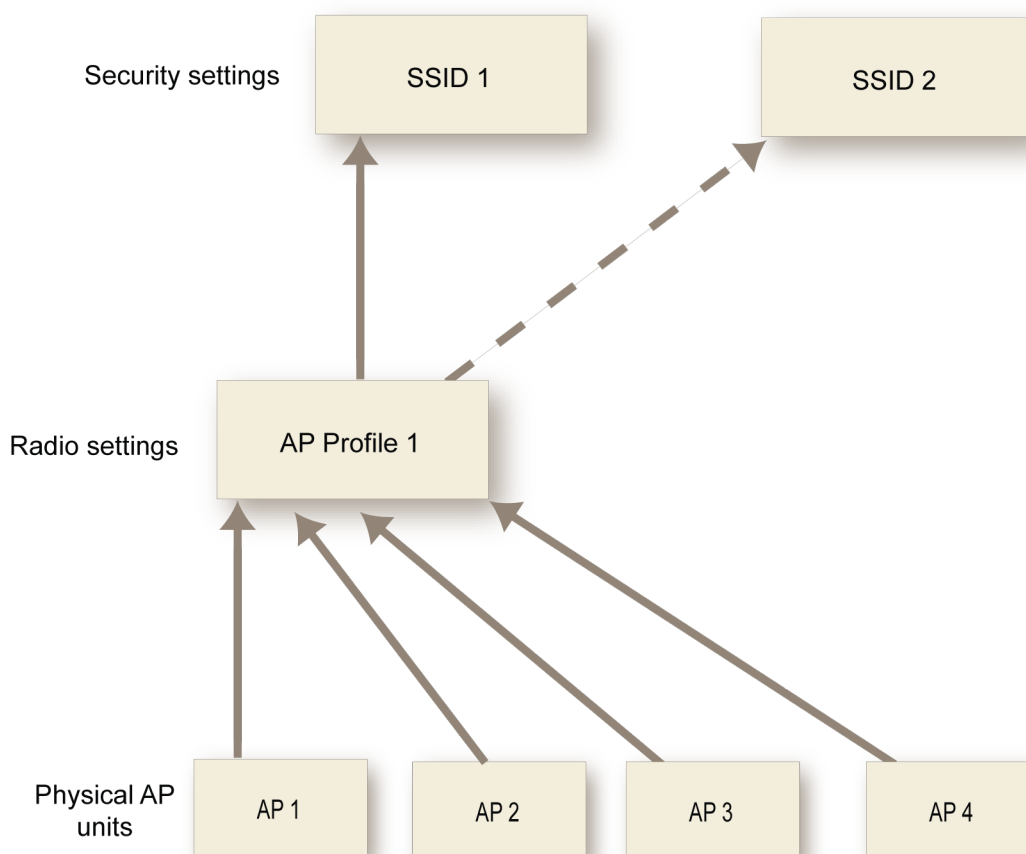 Security settings
SSID 1
SSID 2
Radio settings
AP Profile 1
Physical AP
units
AP 1
AP 2
AP 3
AP 4